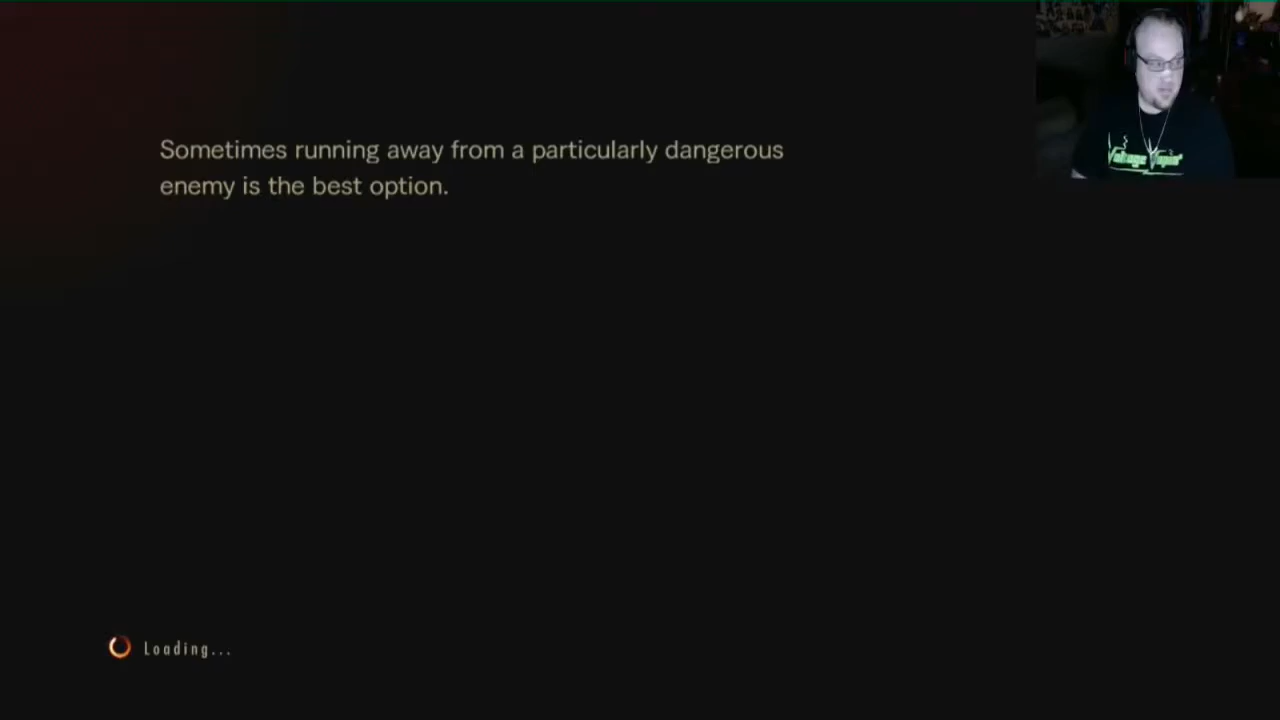 Sometimes running away from a particularly dangerous
enemy is the best option.
Loading...